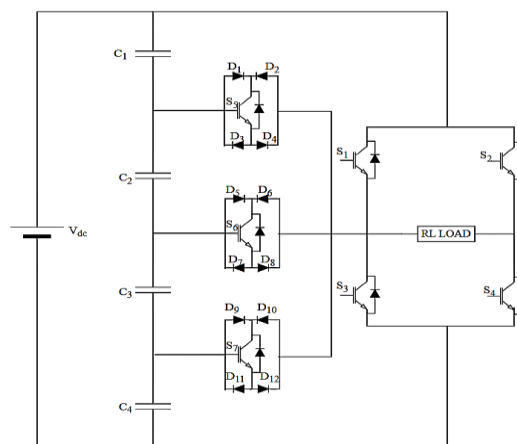 C1
D1 D2
S5
D3 D4
S1
S2
C2
D5 D6
S6
D7 D8
Vdc
RL LOAD
C3
S3
S4
D9 D10
S7
D11 D12
C4